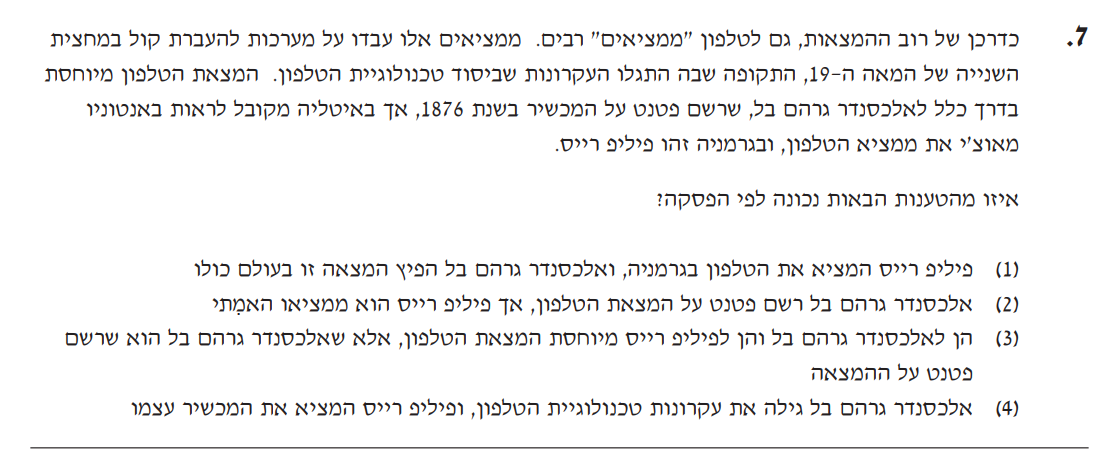 7. כדרכן של רוב ההמצאות, גם לטלפון "ממציאים" רבים. ממציאים אלו עבדו על מערכות להעברת קול במחצית
השנייה של המאה ה-19, התקופה שבה התגלו העקרונות שביסוד טכנולוגיית הטלפון. המצאת הטלפון מיוחסת
בדרך כלל לאלכסנדר גרהם בל, שרשם פטנט על המכשיר בשנת 1876, אך באיטליה מקובל לראות באנטוניו
מאוצ'י את ממציא הטלפון, ובגרמניה זהו פיליפ רייס.
איזו מהטענות הבאות נכונה לפי הפסקה?
(1) פיליפ רייס המציא את הטלפון בגרמניה, ואלכסנדר גרהם בל הפיץ המצאה זו בעולם כולו
(2) אלכסנדר גרהם בל רשם פטנט על המצאת הטלפון, אך פיליפ רייס הוא ממציאו האמִתי
(3) הן לאלכסנדר גרהם בל והן לפיליפ רייס מיוחסת המצאת הטלפון, אלא שאלכסנדר גרהם בל הוא שרשם
פטנט על ההמצאה
(4) אלכסנדר גרהם בל גילה את עקרונות טכנולוגיית הטלפון, ופיליפ רייס המציא את המכשיר עצמו